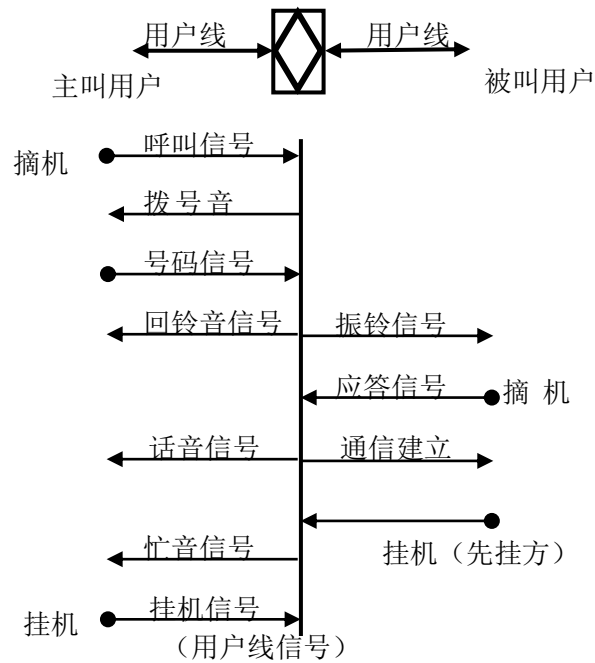 用户线 用户线
主叫用户 被叫用户
摘机 呼叫信号
拨号音
号码信号
回铃音信号 振铃信号
应答信号 摘 机
话音信号 通信建立
挂机（先挂方）
忙音信号
挂机 挂机信号
（用户线信号）